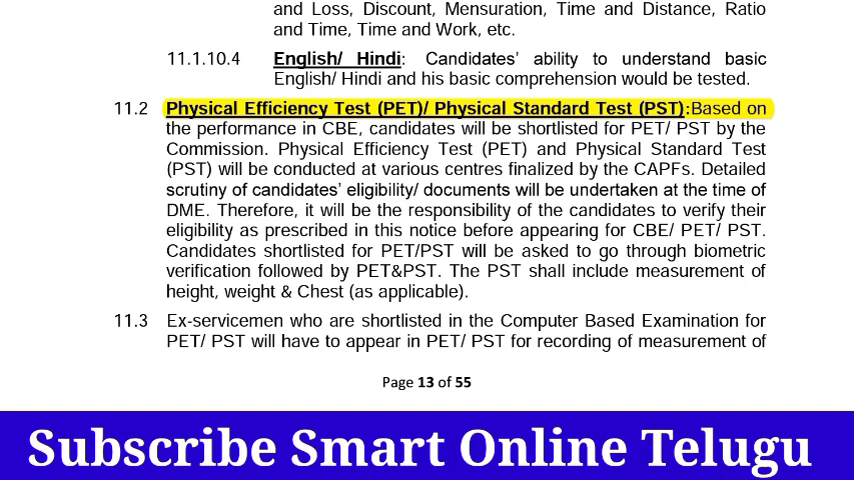 and Loss, Discount, Mensuration, Time and Distance, Ratio
and Time, Time and Work, etc.
11.1.10.4 English/ Hindi: Candidates’ ability to understand basic
English/ Hindi and his basic comprehension would be tested.
11.2 Physical Efficiency Test (PET)/ Physical Standard Test (PST):Based on
the performance in CBE, candidates will be shortlisted for PET/ PST by the
Commission. Physical Efficiency Test (PET) and Physical Standard Test
(PST) will be conducted at various centres finalized by the CAPFs. Detailed
scrutiny of candidates’ eligibility/ documents will be undertaken at the time of
DME. Therefore, it will be the responsibility of the candidates to verify their
eligibility as prescribed in this notice before appearing for CBE/ PET/ PST.
Candidates shortlisted for PET/PST will be asked to go through biometric
verification followed by PET&PST. The PST shall include measurement of
height, weight & Chest (as applicable).
11.3 Ex-servicemen who are shortlisted in the Computer Based Examination for
PET/ PST will have to appear in PET/ PST for recording of measurement of
Page 13 of 55
Subscribe Smart Online Telugu